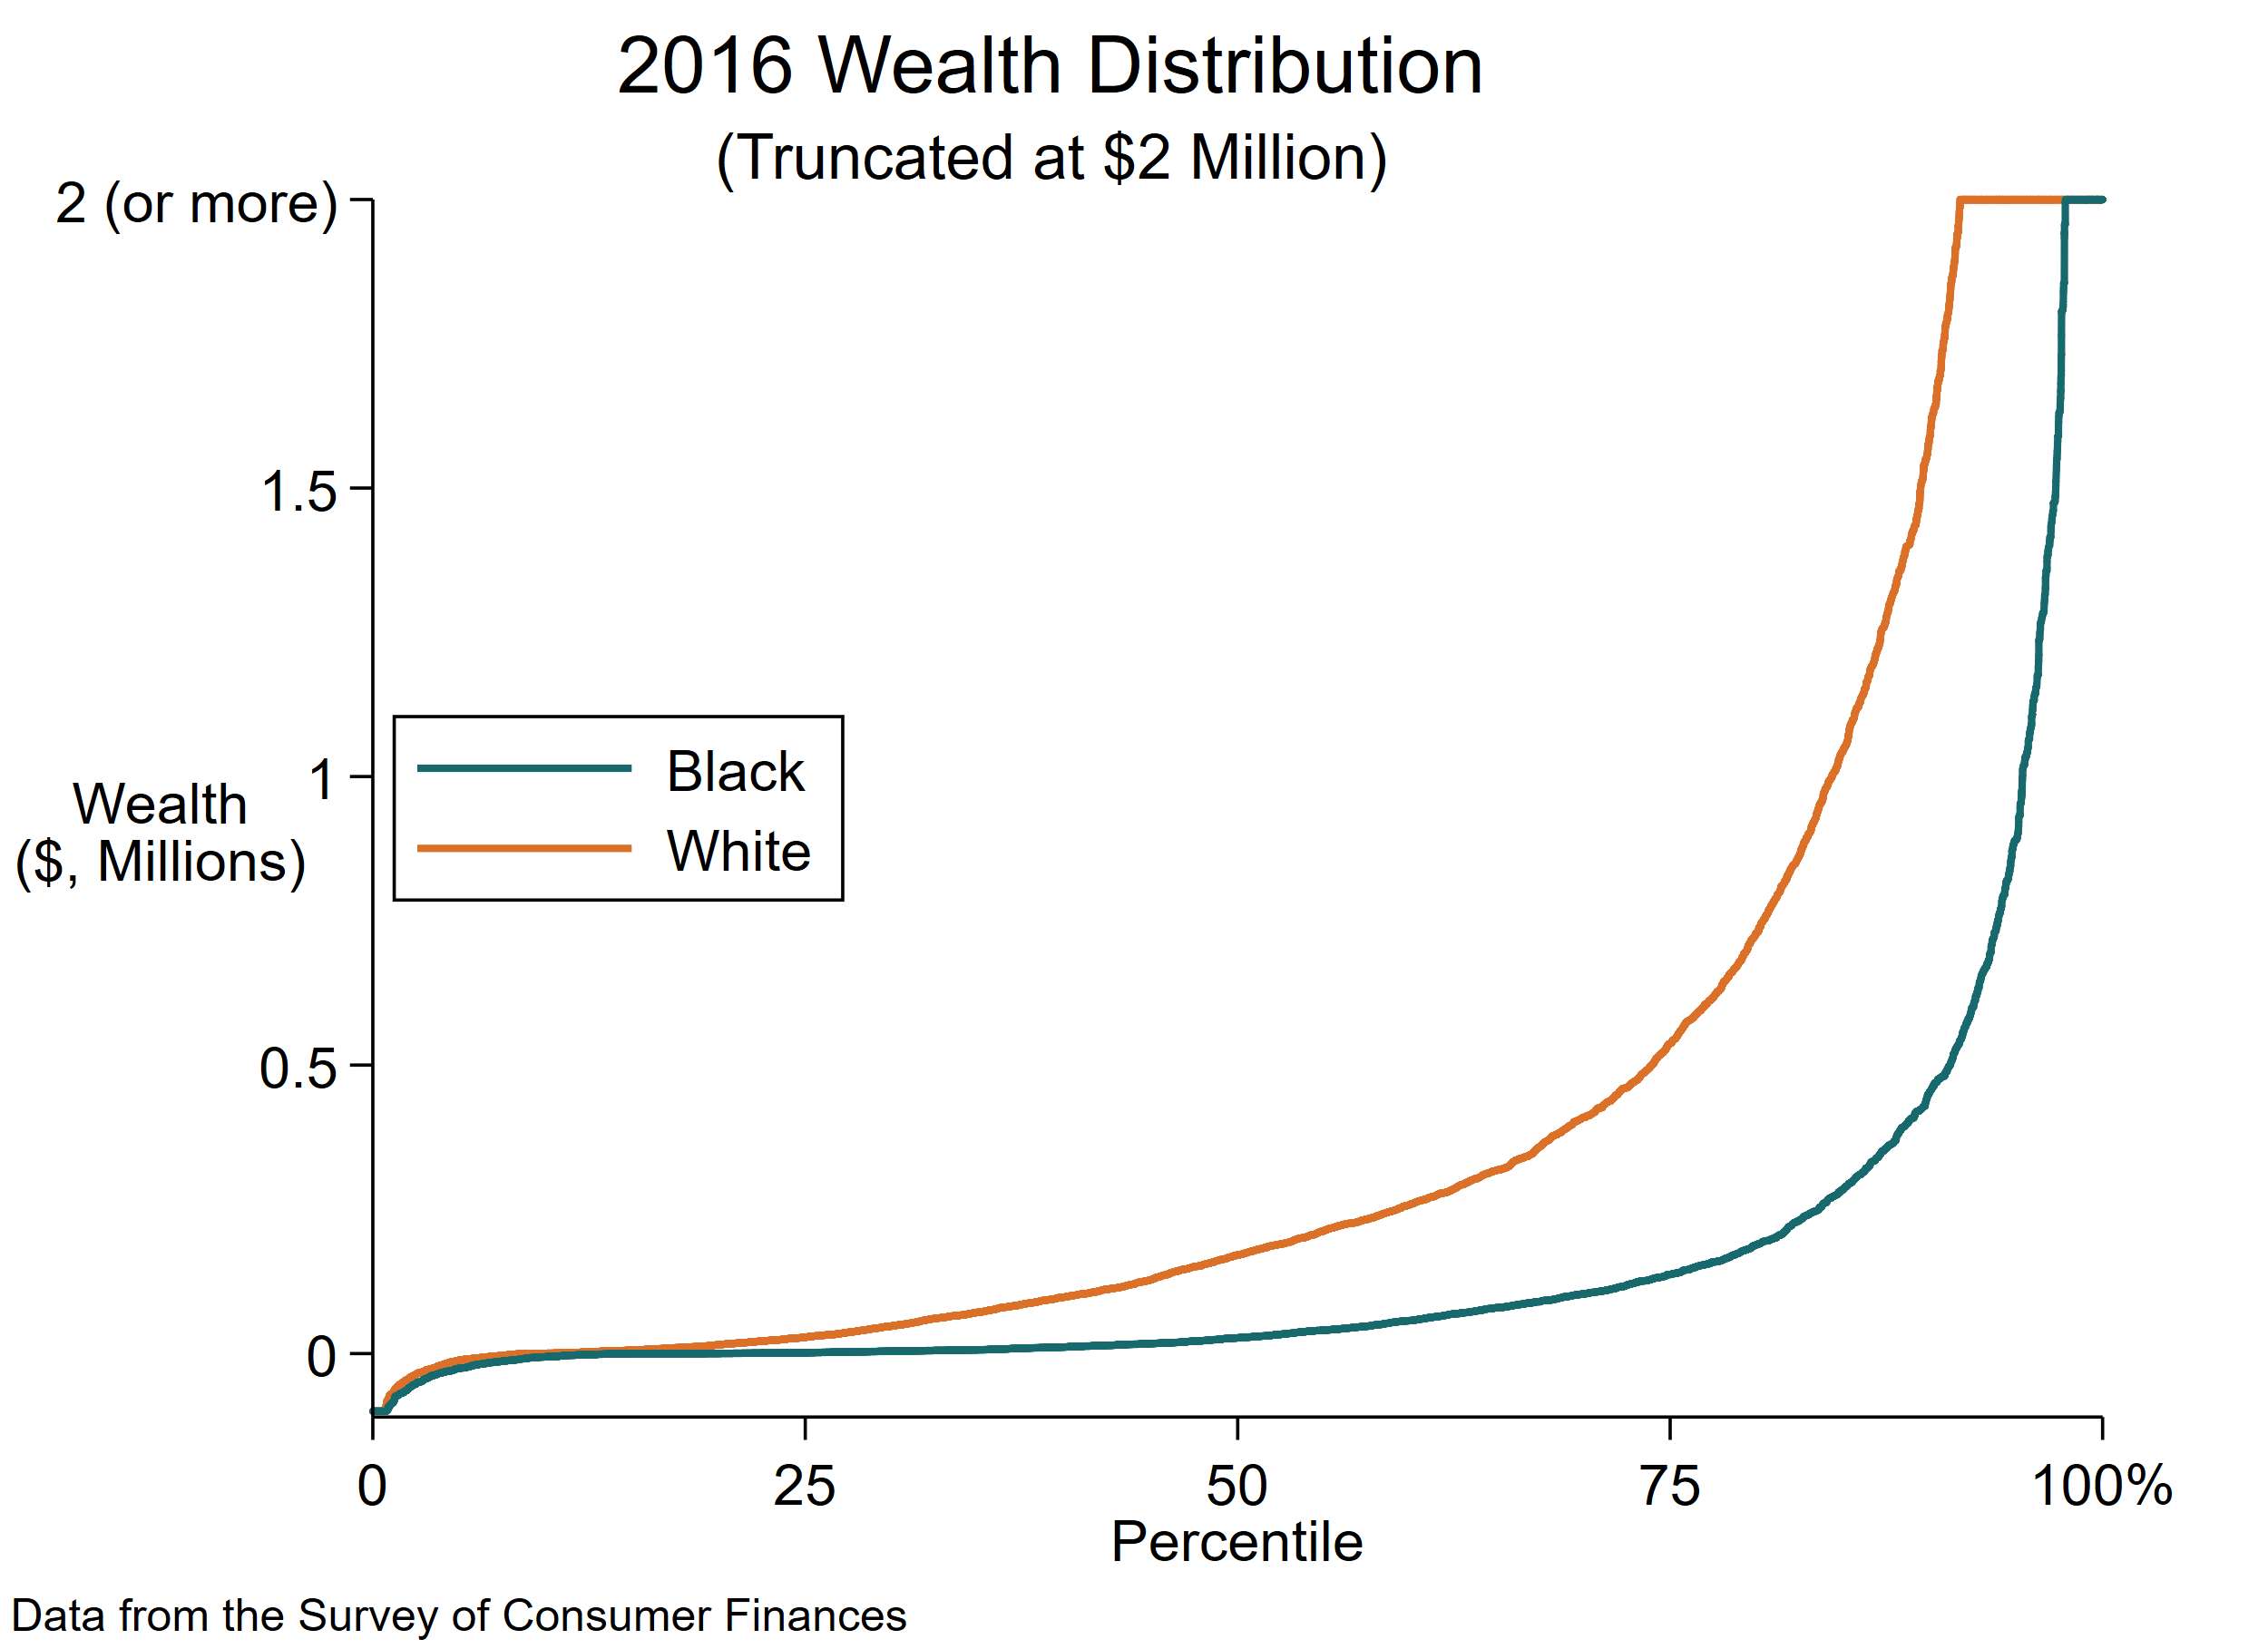 2016 Wealth Distribution
(Truncated at $2 Million)
2 (or more)
1.5
1
0.5
0
Wealth
($, Millions)
Black
White
0
25
50
75
100%
Percentile
Data from the Survey of Consumer Finances